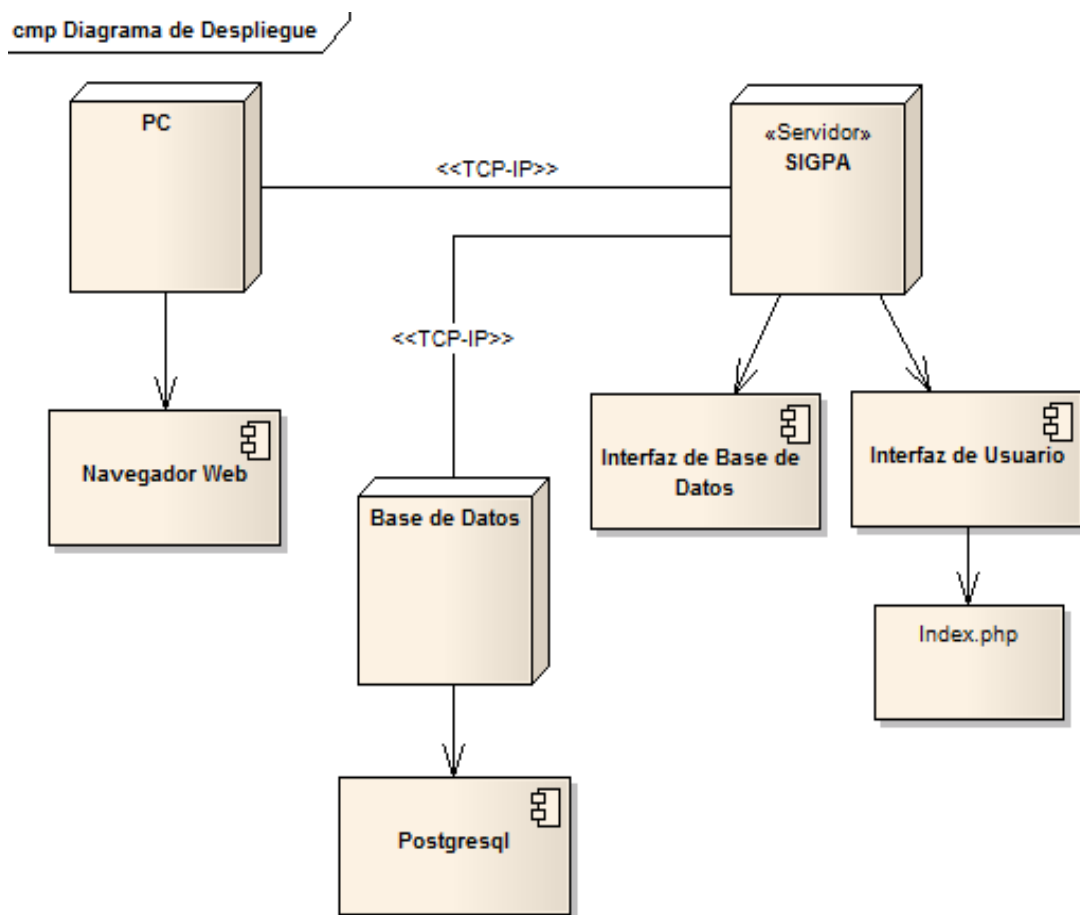 cmp Diagrama de Despliegue
PC
«Servidor»
SIGPA
<<TCP-IP>>
<<TCP-IP>>
Navegador Web
Interfaz de Base de
Datos
Interfaz de Usuario
Base de Datos
Index.php
Postgresql